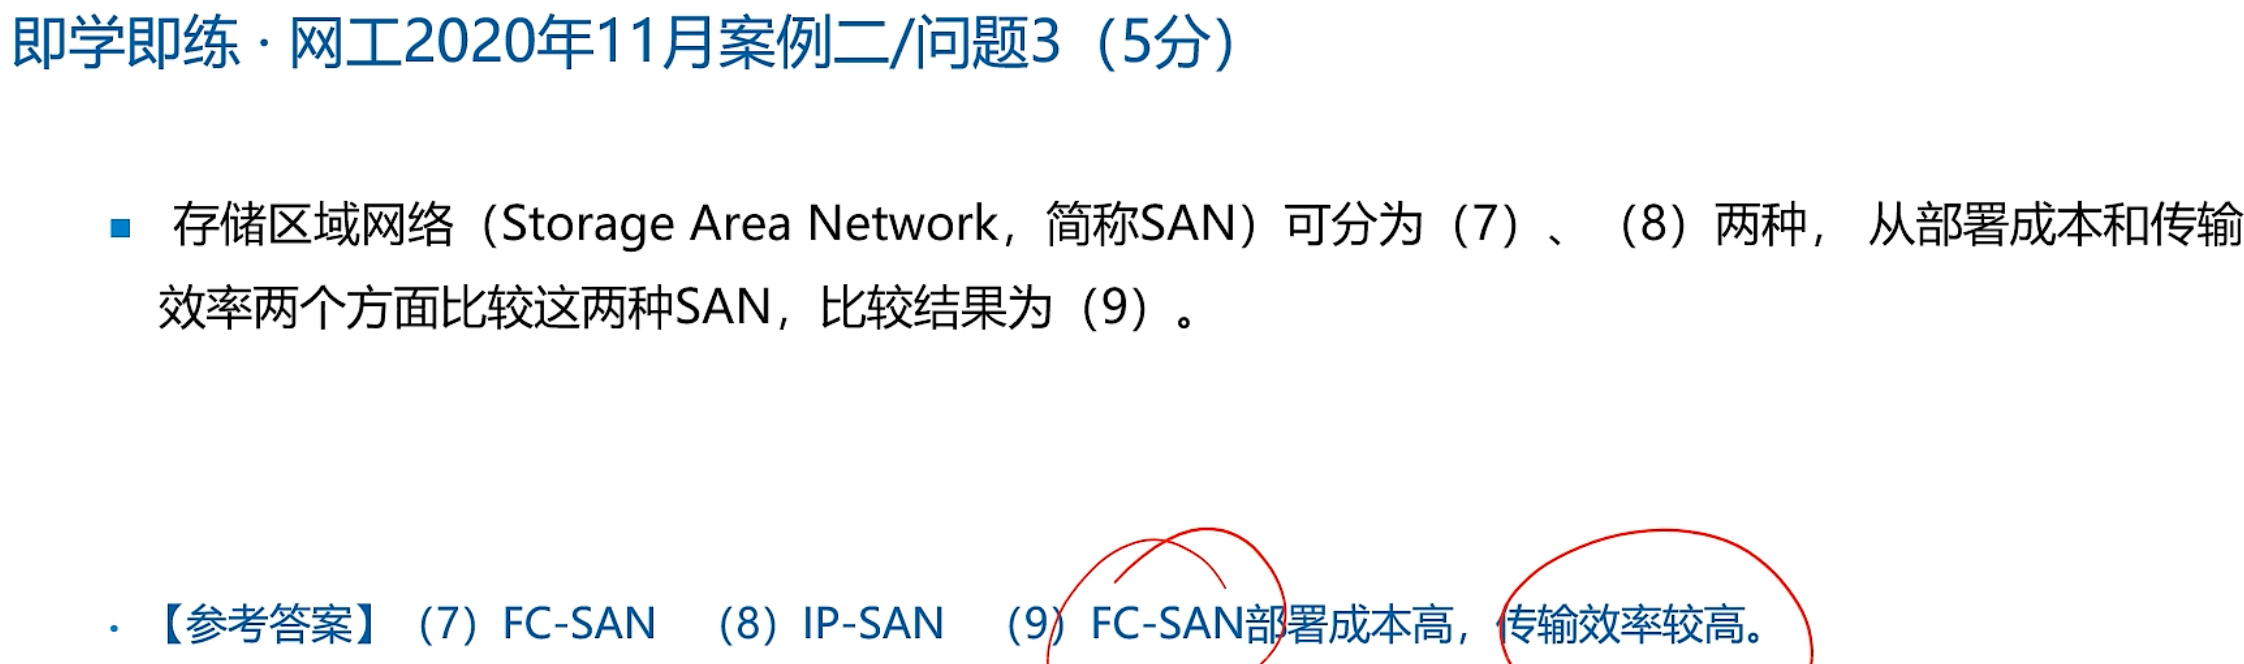 即学即练 · 网工2020年11月案例二/问题3（5分）
■ 存储区域网络（Storage Area Network，简称SAN）可分为（7）、（8）两种， 从部署成本和传输
效率两个方面比较这两种SAN，比较结果为（9）。
· 【参考答案】（7）FC-SAN （8）IP-SAN （9）FC-SAN部署成本高，传输效率较高。